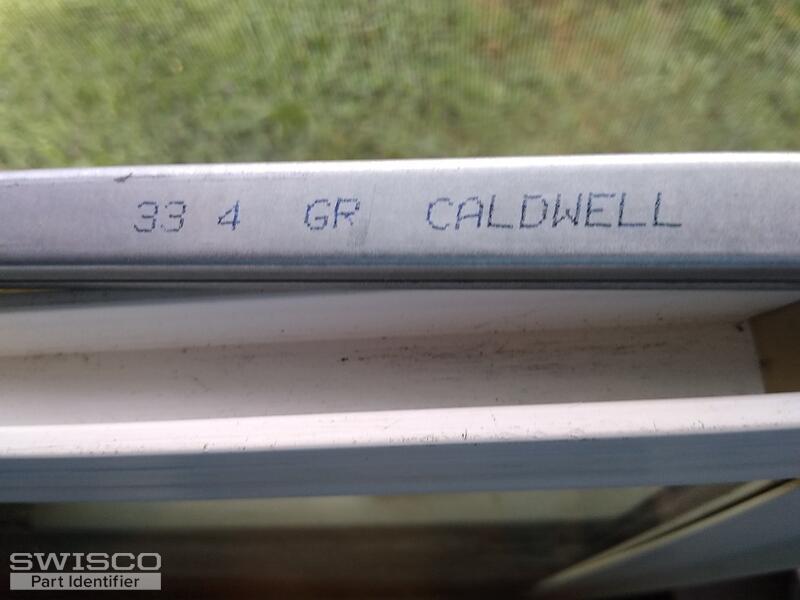 33 4 GR CALDWELL
SWISCO
Part Identifier